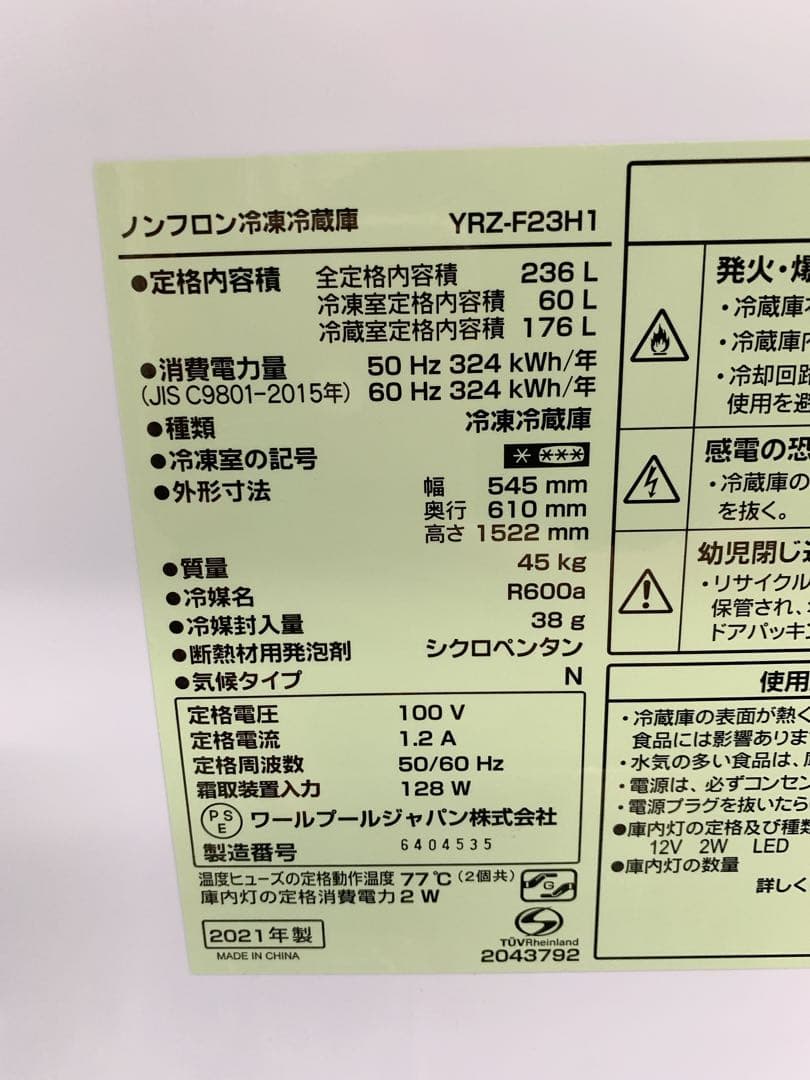 ノンフロン冷凍冷蔵庫 YRZ-F23H1
●定格内容積 全定格内容積 236 L
冷凍室定格内容積 60 L
冷蔵室定格内容積 176 L
●消費電力量 50 Hz 324 kWh/年
(JIS C9801-2015年) 60 Hz 324 kWh/年
●種類 冷凍冷蔵庫
●冷凍室の記号
●外形寸法 幅 545 mm
奥行 610 mm
高さ 1522 mm
●質量 45 kg
●冷媒名 R600a
●冷媒封入量 38 g
●断熱材用発泡剤 シクロペンタン
●気候タイプ N
定格電圧 100 V
定格電流 1.2 A
定格周波数 50/60 Hz
霜取装置入力 128 W
PSE ワールプールジャパン株式会社
製造番号 6404535
温度ヒューズの定格動作温度 77℃ (2個共)
庫内灯の定格消費電力 2 W
G
2021年製
MADE IN CHINA
TÜVRheinland
2043792
発火・爆
・冷蔵庫
・冷蔵庫内
・冷却回路
使用を避
感電の恐
・冷蔵庫の
を抜く。
幼児閉じ込
・リサイクル
保管され、
ドアパッキン
使用
・冷蔵庫の表面が熱く
食品には影響ありま
・水気の多い食品は、
・電源は、必ずコンセン
・電源プラグを抜いたら
●庫内灯の定格及び種類
12V 2W LED
●庫内灯の数量
詳しく